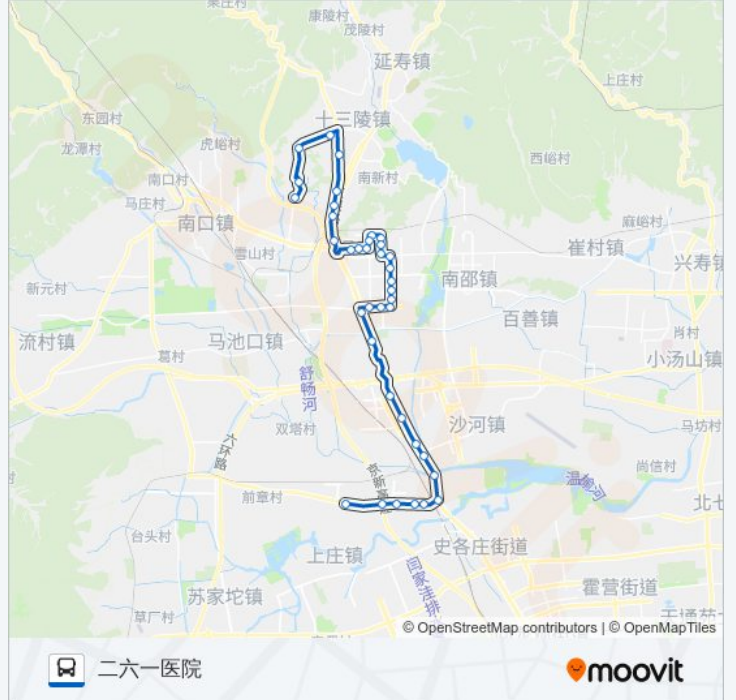 康陵村
茂陵村
延寿镇
上庄村
东园村
十三陵镇
虎峪村
龙潭村
西峪村
南口村
南新村
马庄村
南口镇
麻峪村
雪山村
崔村镇
兴寿镇
南邵镇
新元村
百善镇
流村镇
马池口镇
肖村
葛村
小汤山镇
舒畅河
沙河镇
双塔村
马坊村
六环路
尚信村
京新高速
温榆河
前章村
北七
台头村
史各庄街道
上庄镇
闫家洼排
霍营街道
苏家坨镇
草厂村
© OpenStreetMap contributors | © OpenMapTiles
二六一医院
moovit